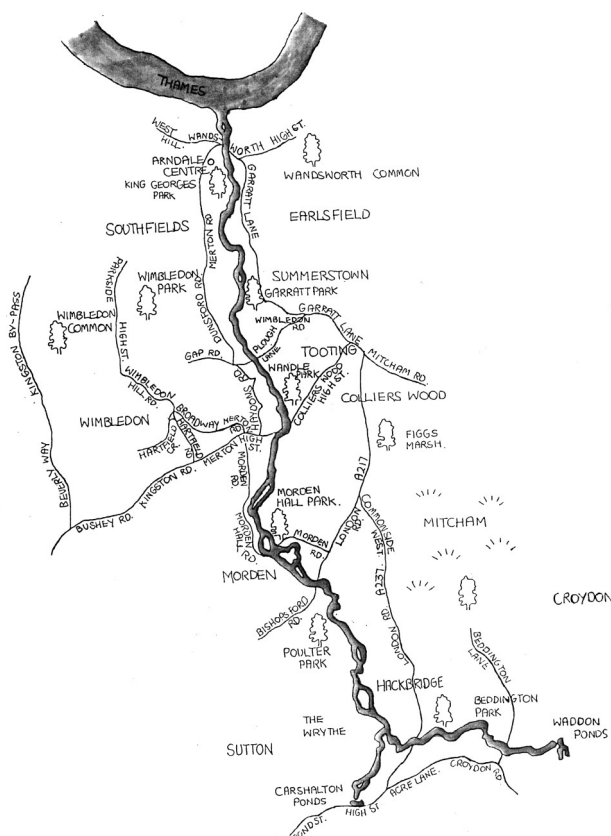 THAMES
WEST
HILL.
WANDS
WORTH HIGH ST.
ARNDALE
CENTRE
KING GEORGES
PARK
WANDSWORTH COMMON
GARRATT LANE
EARLSFIELD
SOUTHFIELDS
MERTON RD
PARKSIDE
WIMBLEDON
PARK
SUMMERSTOWN
GARRATT PARK
KINGSTON BY-PASS
WIMBLEDON
COMMON
HIGH ST.
DUNSFORD RD
WIMBLEDON
RD
GARRATT LANE
PLOUGH
LANE
TOOTING
MITCHAM RD.
GAP RD.
WANDLE
PARK
COLLIERS WOOD
HIGH ST.
COLLIERS WOOD
WIMBLEDON
HILL RD.
HAYDONS
RD
WIMBLEDON
BROADWAY
MERTON
RD
HIGH
ST.
HARTFIELD
CR.
HARTFIELD
RD
MERTON
FIGGS
MARSH.
BEVERLY WAY
KINGSTON RD.
BUSHEY RD.
MORDEN
RD.
A217
MORDEN
HALL PARK.
MORDEN
HALL
RD.
MORDEN
RD.
LONDON
RD.
COMMONSIDE
WEST
MITCHAM
MORDEN
A237
CROYDON
BISHOPSFORD
RD.
POULTER
PARK
LONDON RD.
BEDDINGTON
LANE
HACKBRIDGE
BEDDINGTON
PARK
WADDON
PONDS
THE
WRYTHE
SUTTON
CARSHALTON
PONDS
HIGH ST
ACRE LANE.
CROYDON RD